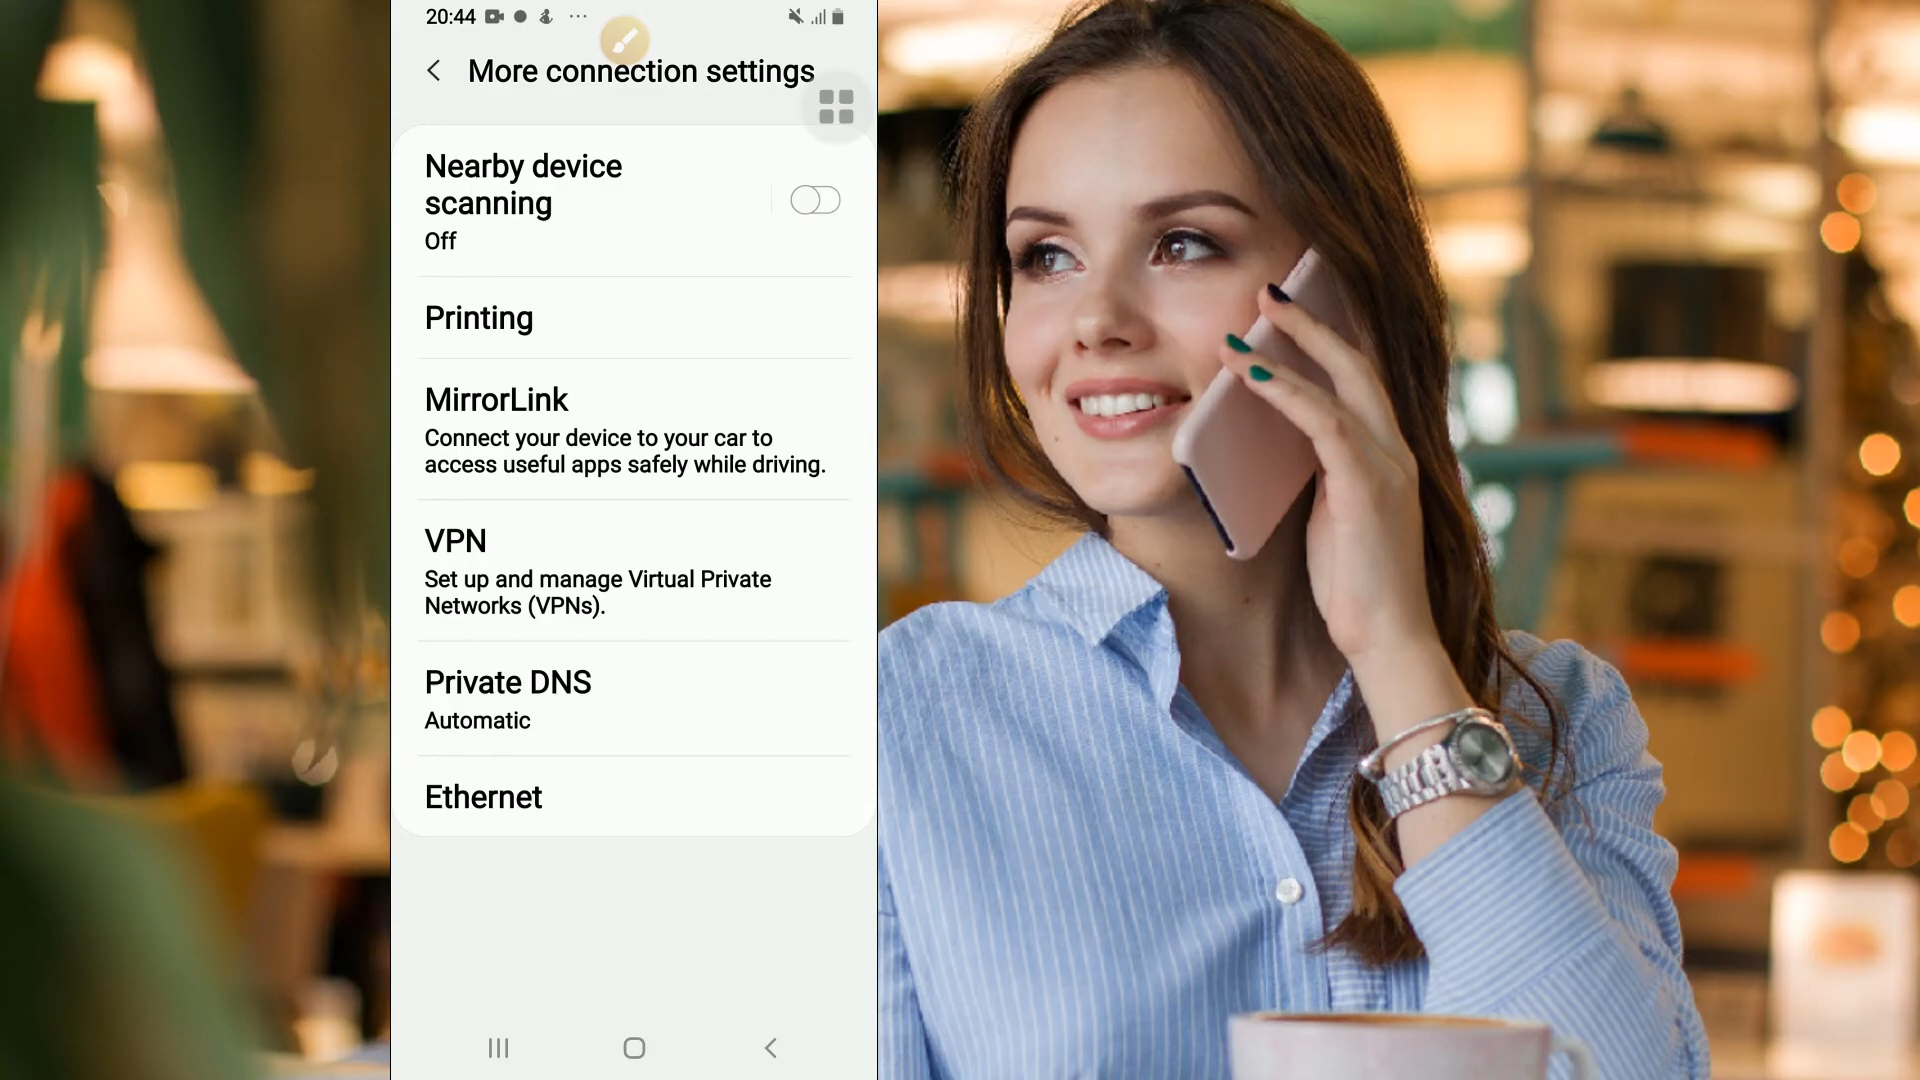 20:44
More connection settings
Nearby device
scanning
Off
Printing
MirrorLink
Connect your device to your car to
access useful apps safely while driving.
VPN
Set up and manage Virtual Private
Networks (VPNs).
Private DNS
Automatic
Ethernet